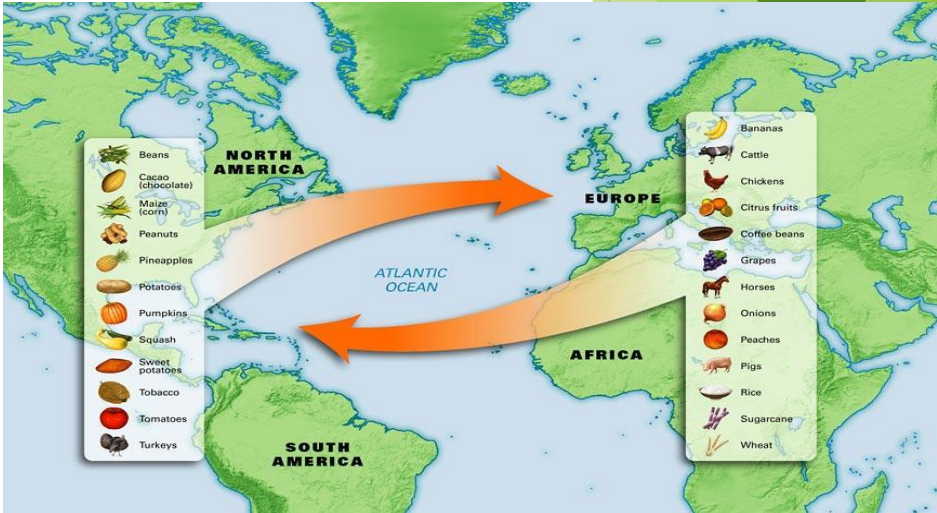 Beans
Cacao
(chocolate)
Maize
(corn)
Peanuts
Pineapples
Potatoes
Pumpkins
Squash
Sweet
potatoes
Tobacco
Tomatoes
Turkeys
NORTH
AMERICA
ATLANTIC
OCEAN
SOUTH
AMERICA
EUROPE
AFRICA
Bananas
Cattle
Chickens
Citrus fruits
Coffee beans
Grapes
Horses
Onions
Peaches
Pigs
Rice
Sugarcane
Wheat